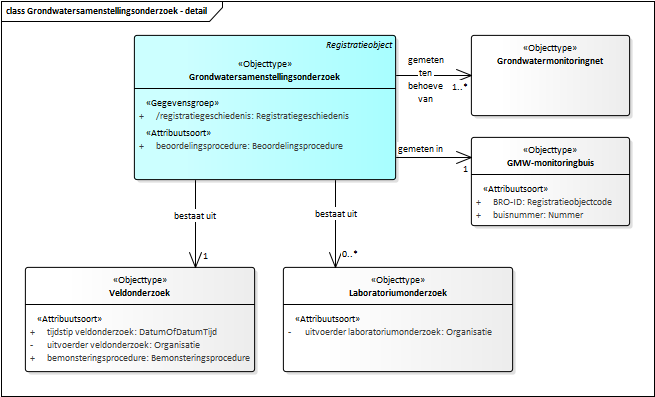 class Grondwatersamenstellingsonderzoek - detail
Registratieobject
«Objecttype»
Grondwatersamenstellingsonderzoek
«Gegevensgroep»
+ /registratiegeschiedenis: Registratiegeschiedenis
«Attribuutsoort»
+ beoordelingsprocedure: Beoordelingsprocedure
gemeten
ten
behoeve
van
1..*
«Objecttype»
Grondwatermonitoringnet
gemeten in
1
«Objecttype»
GMW-monitoringbuis
«Attribuutsoort»
+ BRO-ID: Registratieobjectcode
+ buisnummer: Nummer
bestaat uit
1
bestaat uit
0..*
«Objecttype»
Veldonderzoek
«Attribuutsoort»
+ tijdstip veldonderzoek: DatumOfDatumTijd
- uitvoerder veldonderzoek: Organisatie
+ bemonsteringsprocedure: Bemonsteringsprocedure
«Objecttype»
Laboratoriumonderzoek
«Attribuutsoort»
- uitvoerder laboratoriumonderzoek: Organisatie